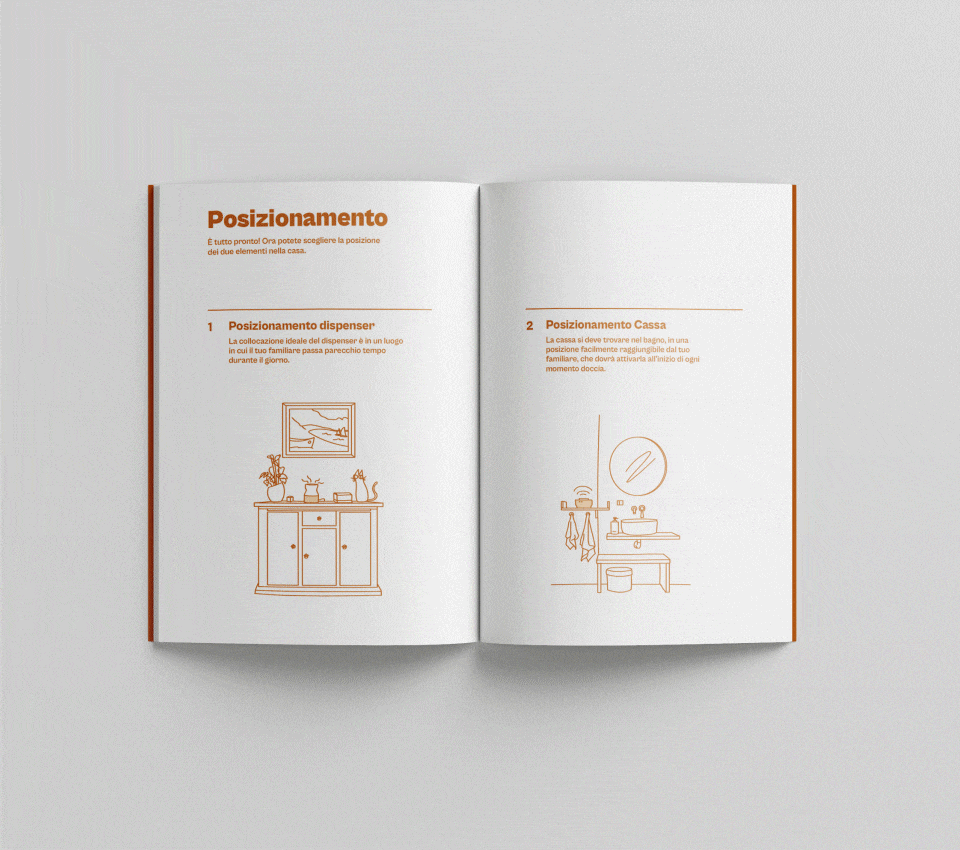 Posizionamento
È tutto pronto! Ora potete scegliere la posizione
dei due elementi nella casa.
1 Posizionamento dispenser
La collocazione ideale del dispenser è in un luogo
in cui il tuo familiare passa parecchio tempo
durante il giorno.
2 Posizionamento Cassa
La cassa si deve trovare nel bagno, in una
posizione facilmente raggiungibile dal tuo
familiare, che dovrà attivarla all'inizio di ogni
momento doccia.